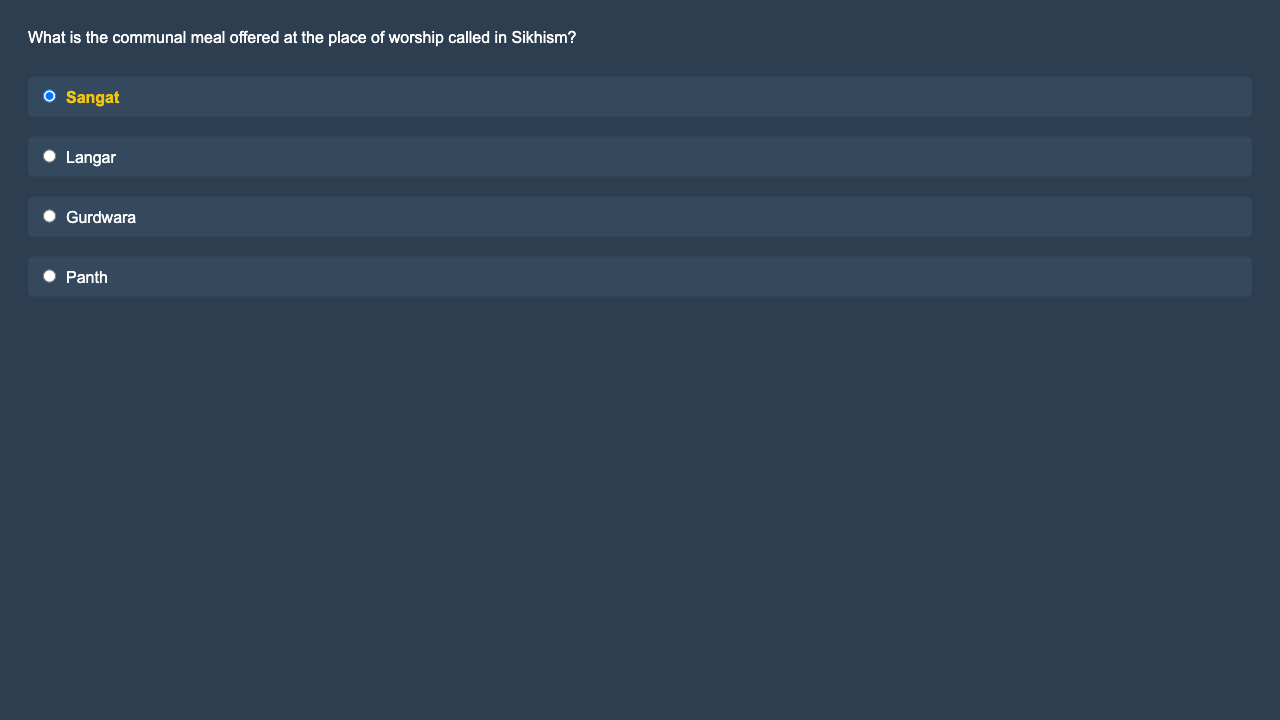 What is the communal meal offered at the place of worship called in Sikhism?
Sangat
Langar
Gurdwara
Panth